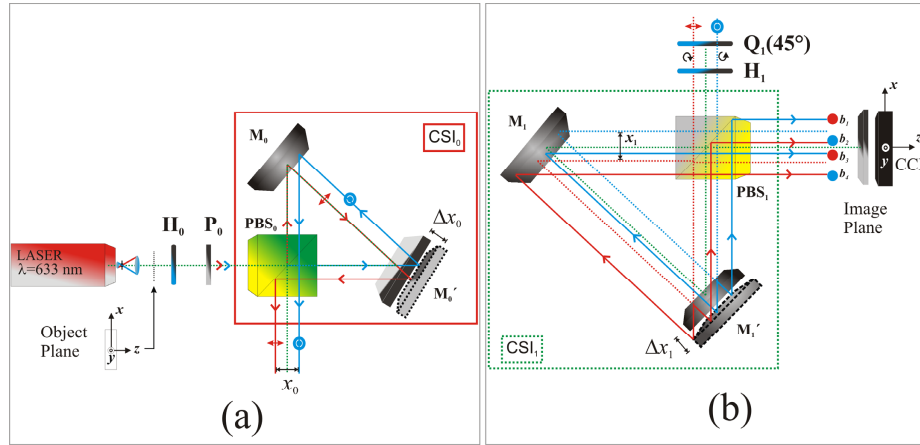 M₀
CSI₀
H₀
P₀
PBS₀
Δx₀
LASER
λ=633 nm
M₀´
Object
Plane
x
y
z
x₀
(a)
Q₁(45°)
H₁
M₁
x₁
x
b₁
b₂
b₃
b₄
y
z
CC
PBS₁
Image
Plane
M₁´
Δx₁
CSI₁
(b)